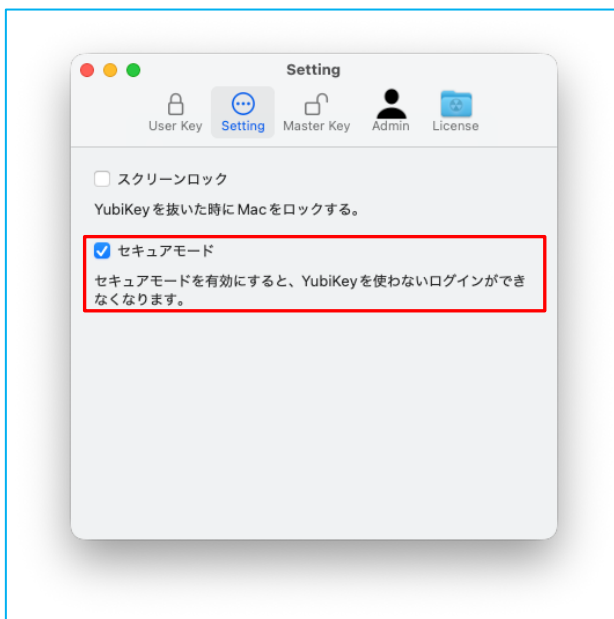 Setting
User Key Setting Master Key Admin License
スクリーンロック
YubiKeyを抜いた時にMacをロックする。
セキュアモード
セキュアモードを有効にすると、YubiKeyを使わないログインができ
なくなります。